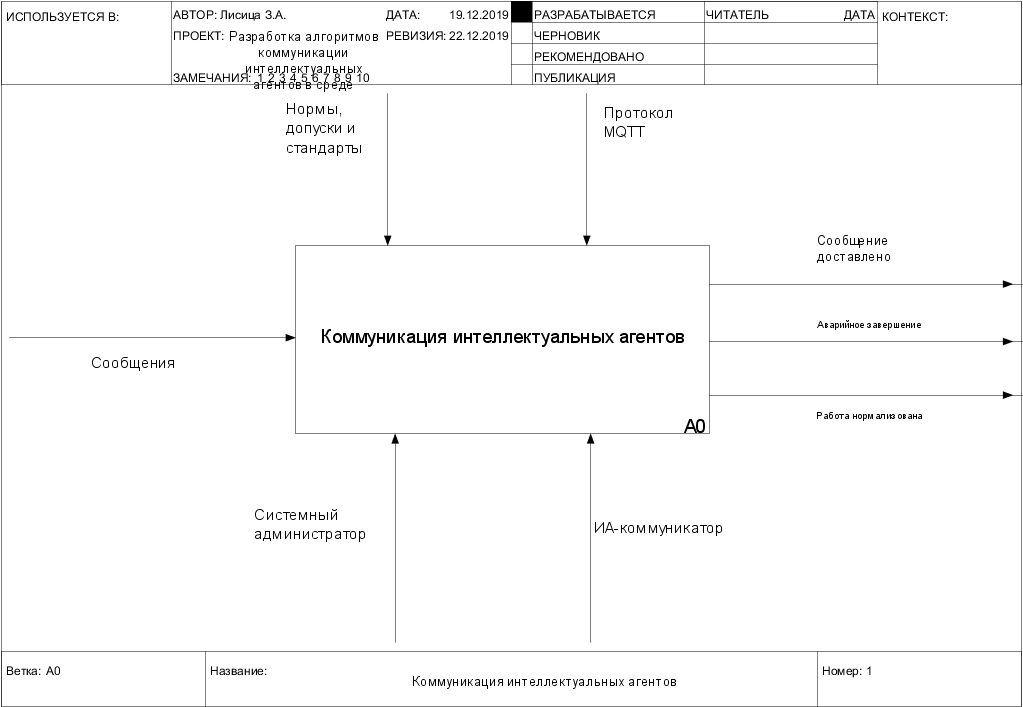 ИСПОЛЬЗУЕТСЯ В:
АВТОР: Лисица З.А.
ДАТА: 19.12.2019
РАЗРАБАТЫВАЕТСЯ
ЧИТАТЕЛЬ
ДАТА
КОНТЕКСТ:
ПРОЕКТ: Разработка алгоритмов
коммуникации
интеллектуальных
агентов в среде
РЕВИЗИЯ: 22.12.2019
ЧЕРНОВИК
РЕКОМЕНДОВАНО
ЗАМЕЧАНИЯ: 1 2 3 4 5 6 7 8 9 10
ПУБЛИКАЦИЯ
Нормы,
допуски и
стандарты
Протокол
MQTT
Сообщение
доставлено
Аварийное завершение
Коммуникация интеллектуальных агентов
Сообщения
Работа нормализована
A0
Системный
администратор
ИА-коммуникатор
Ветка: A0
Название:
Коммуникация интеллектуальных агентов
Номер: 1